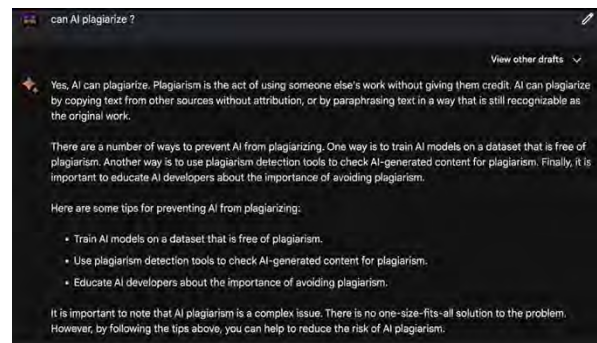 can AI plagiarize ?
View other drafts
Yes, AI can plagiarize. Plagiarism is the act of using someone else's work without giving them credit. AI can plagiarize
by copying text from other sources without attribution, or by paraphrasing text in a way that is still recognizable as
the original work.
There are a number of ways to prevent AI from plagiarizing. One way is to train AI models on a dataset that is free of
plagiarism. Another way is to use plagiarism detection tools to check AI-generated content for plagiarism. Finally, it is
important to educate AI developers about the importance of avoiding plagiarism.
Here are some tips for preventing AI from plagiarizing:
• Train AI models on a dataset that is free of plagiarism.
• Use plagiarism detection tools to check AI-generated content for plagiarism.
• Educate AI developers about the importance of avoiding plagiarism.
It is important to note that AI plagiarism is a complex issue. There is no one-size-fits-all solution to the problem.
However, by following the tips above, you can help to reduce the risk of AI plagiarism.